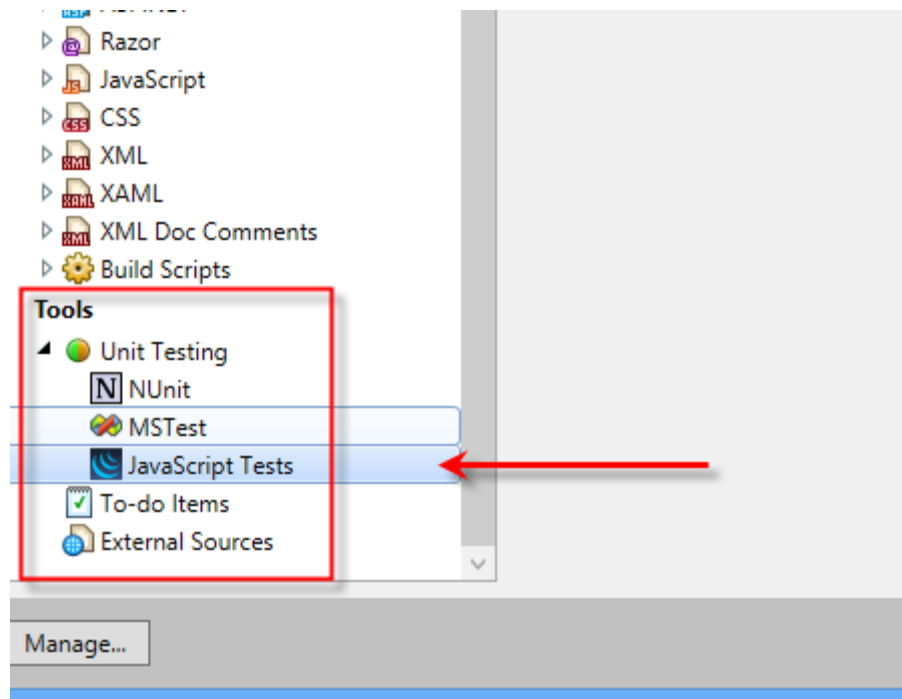 Razor
JavaScript
CSS
XML
XAML
XML Doc Comments
Build Scripts
Tools
Unit Testing
N NUnit
MSTest
JavaScript Tests
To-do Items
External Sources
Manage...